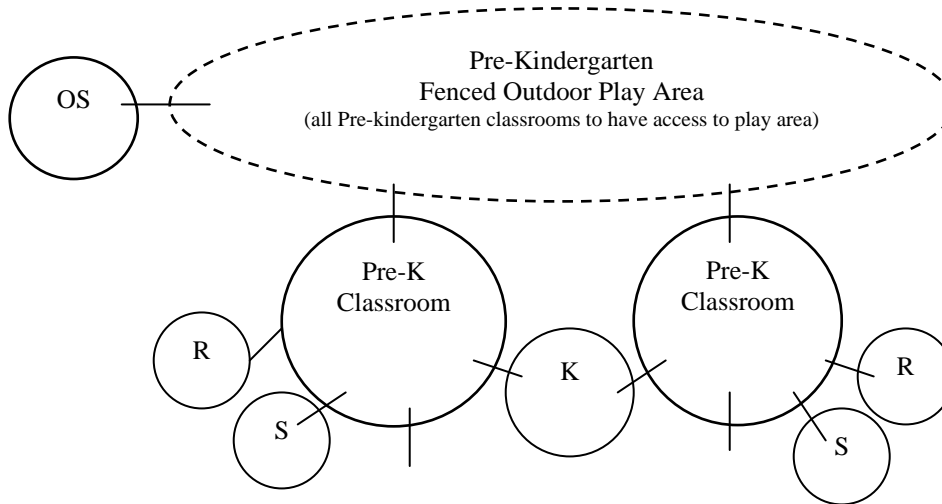 Pre-Kindergarten
Fenced Outdoor Play Area
(all Pre-kindergarten classrooms to have access to play area)
OS
Pre-K
Classroom
Pre-K
Classroom
R
S
K
R
S